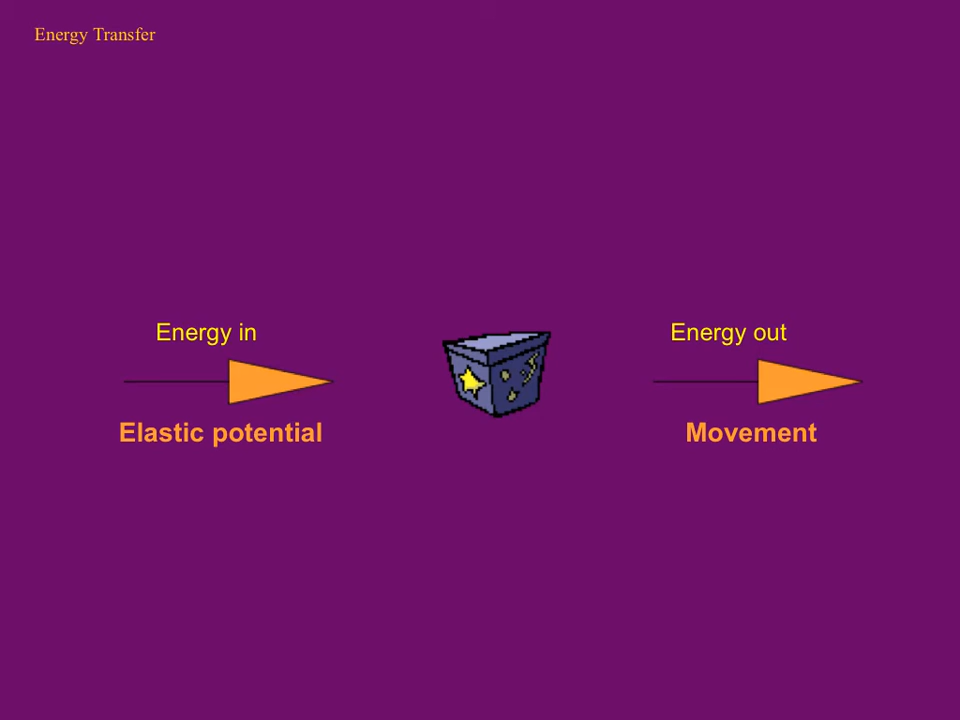 Energy Transfer
Energy in
Energy out
Elastic potential
Movement